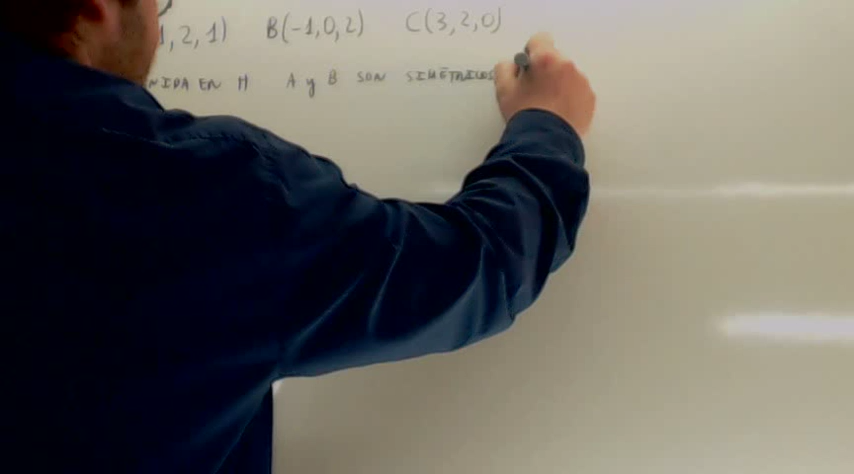 1, 2, 1) B(-1, 0, 2) C(3, 2, 0)
NIDA EN H A y B SON SIMÉTRICOS